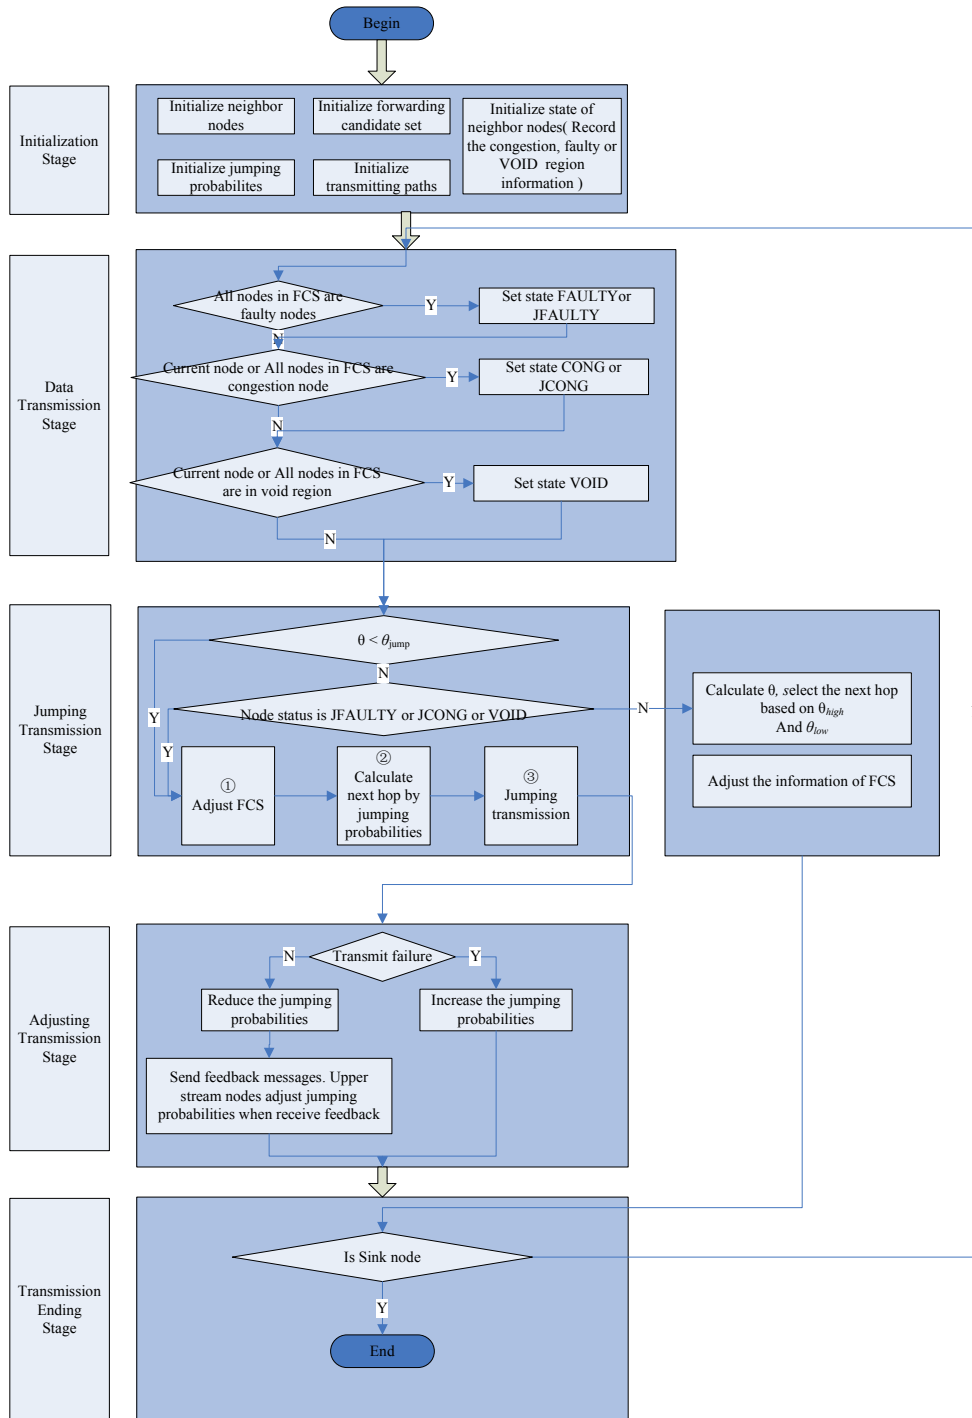 Begin
Initialization
Stage
Initialize neighbor
nodes
Initialize forwarding
candidate set
Initialize state of
neighbor nodes( Record
the congestion, faulty or
VOID region
information )
Initialize jumping
probabilites
Initialize
transmitting paths
Data
Transmission
Stage
All nodes in FCS are
faulty nodes
Y
Set state FAULTYor
JFAULTY
N
Current node or All nodes in FCS are
congestion node
Y
Set state CONG or
JCONG
N
Current node or All nodes in FCS
are in void region
Y
Set state VOID
N
Jumping
Transmission
Stage
θ < θjump
N
Y
Node status is JFAULTY or JCONG or VOID
N
Y
①
Adjust FCS
②
Calculate
next hop by
jumping
probabilities
③
Jumping
transmission
Calculate θ, select the next hop
based on θhigh
And θlow
Adjust the information of FCS
Adjusting
Transmission
Stage
Transmit failure
N
Y
Reduce the jumping
probabilities
Increase the jumping
probabilities
Send feedback messages. Upper
stream nodes adjust jumping
probabilities when receive feedback
Transmission
Ending
Stage
Is Sink node
Y
End